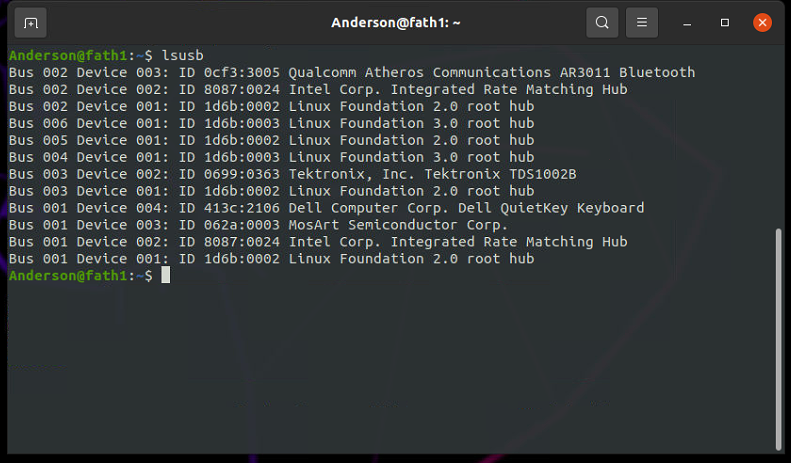 Anderson@fath1: ~
Anderson@fath1:~$ lsusb
Bus 002 Device 003: ID 0cf3:3005 Qualcomm Atheros Communications AR3011 Bluetooth
Bus 002 Device 002: ID 8087:0024 Intel Corp. Integrated Rate Matching Hub
Bus 002 Device 001: ID 1d6b:0002 Linux Foundation 2.0 root hub
Bus 006 Device 001: ID 1d6b:0003 Linux Foundation 3.0 root hub
Bus 005 Device 001: ID 1d6b:0002 Linux Foundation 2.0 root hub
Bus 004 Device 001: ID 1d6b:0003 Linux Foundation 3.0 root hub
Bus 003 Device 002: ID 0699:0363 Tektronix, Inc. Tektronix TDS1002B
Bus 003 Device 001: ID 1d6b:0002 Linux Foundation 2.0 root hub
Bus 001 Device 004: ID 413c:2106 Dell Computer Corp. Dell QuietKey Keyboard
Bus 001 Device 003: ID 062a:0003 MosArt Semiconductor Corp.
Bus 001 Device 002: ID 8087:0024 Intel Corp. Integrated Rate Matching Hub
Bus 001 Device 001: ID 1d6b:0002 Linux Foundation 2.0 root hub
Anderson@fath1:~$